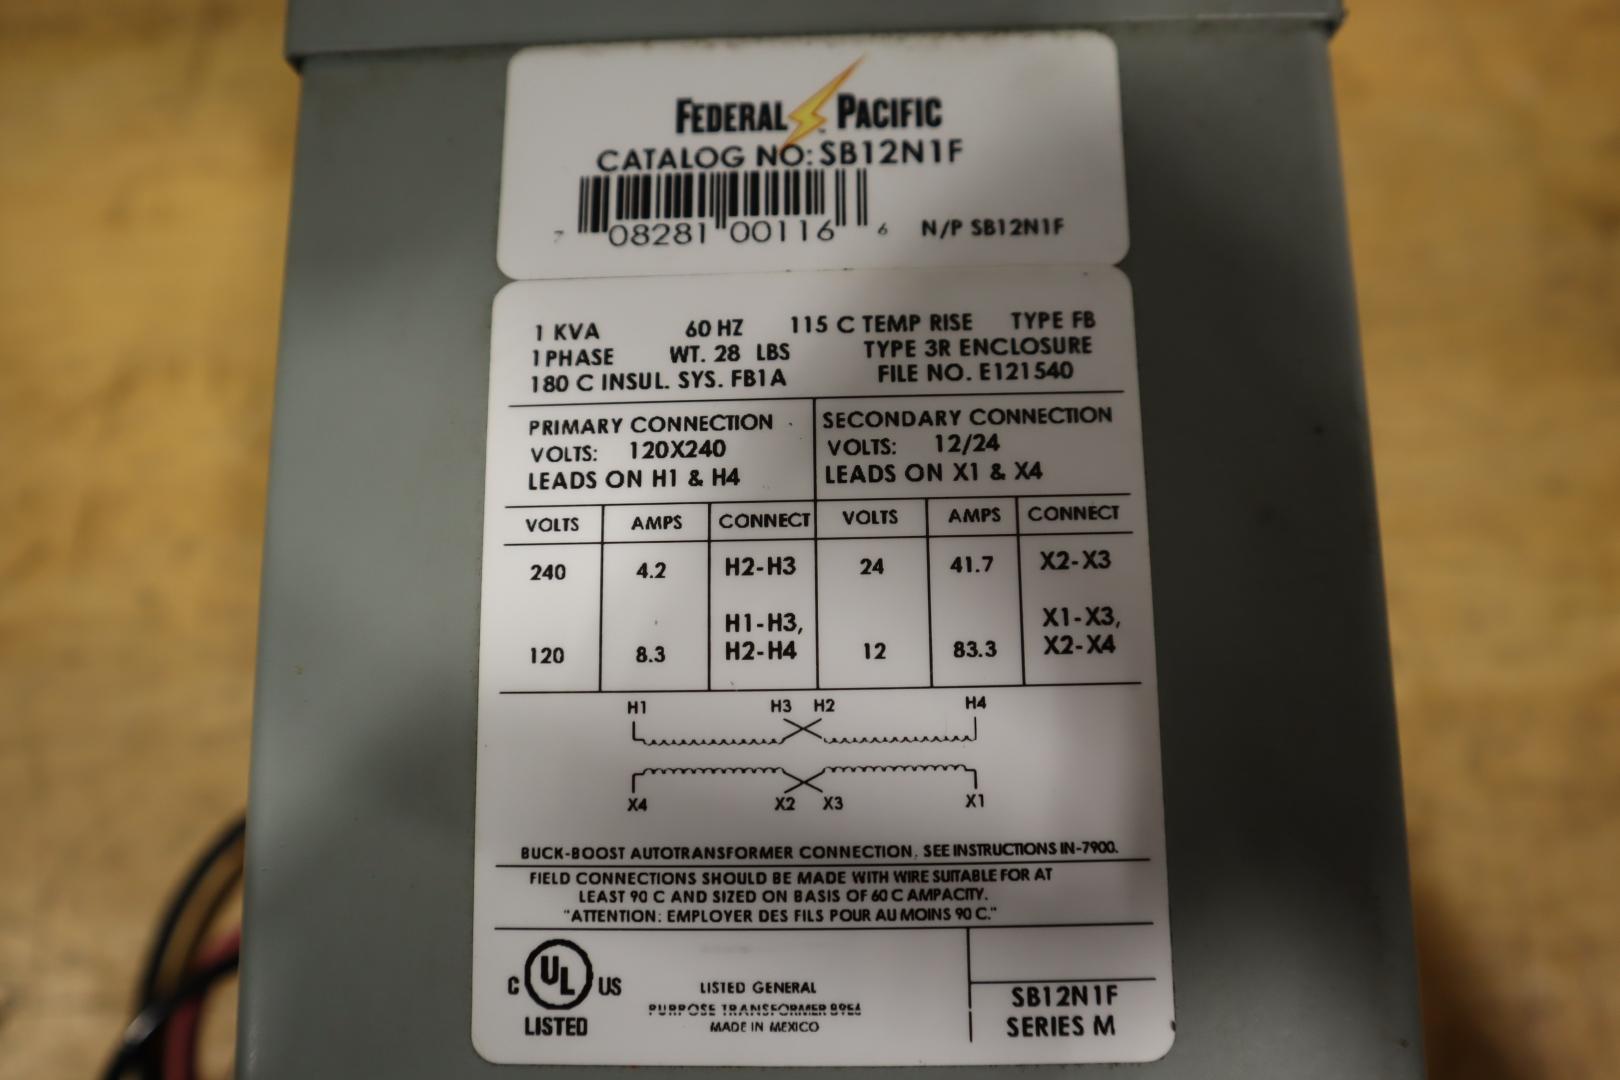 FEDERAL PACIFIC
CATALOG NO: SB12N1F
7 08281 00116 6 N/P SB12N1F
1 KVA 60 HZ 115 C TEMP RISE TYPE FB
1 PHASE WT. 28 LBS TYPE 3R ENCLOSURE
180 C INSUL. SYS. FB1A FILE NO. E121540
PRIMARY CONNECTION
VOLTS: 120X240
LEADS ON H1 & H4
SECONDARY CONNECTION
VOLTS: 12/24
LEADS ON X1 & X4
VOLTS AMPS CONNECT VOLTS AMPS CONNECT
240 4.2 H2-H3 24 41.7 X2-X3
H1-H3, X1-X3,
120 8.3 H2-H4 12 83.3 X2-X4
H1 H3 H2 H4
X4 X2 X3 X1
BUCK-BOOST AUTOTRANSFORMER CONNECTION, SEE INSTRUCTIONS IN-7900.
FIELD CONNECTIONS SHOULD BE MADE WITH WIRE SUITABLE FOR AT
LEAST 90 C AND SIZED ON BASIS OF 60 C AMPACITY.
"ATTENTION: EMPLOYER DES FILS POUR AU MOINS 90 C."
C UL US
LISTED
LISTED GENERAL
PURPOSE TRANSFORMER
MADE IN MEXICO
SB12N1F
SERIES M